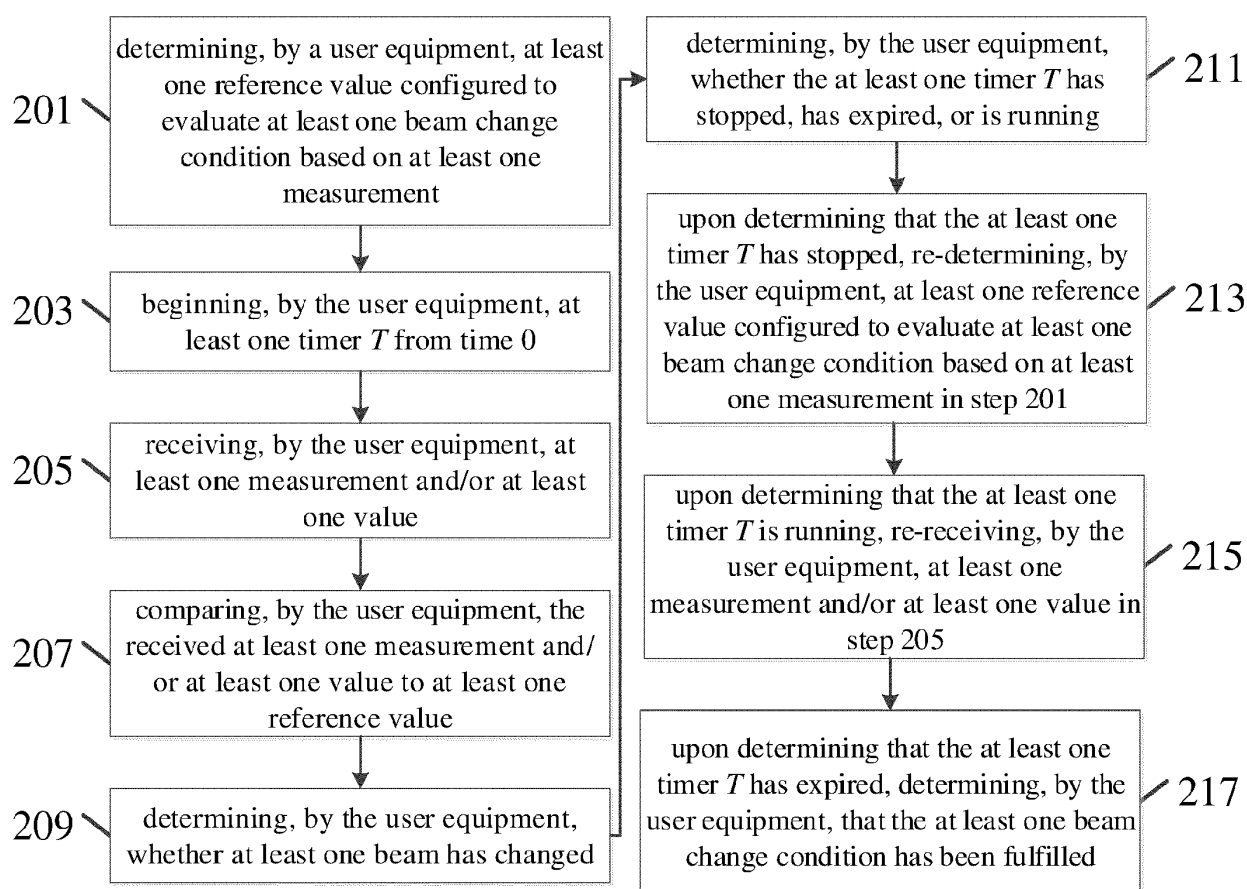 201
determining, by a user equipment, at least
one reference value configured to
evaluate at least one beam change
condition based on at least one
measurement
203
beginning, by the user equipment, at
least one timer T from time 0
205
receiving, by the user equipment, at
least one measurement and/or at least
one value
207
comparing, by the user equipment, the
received at least one measurement and/
or at least one value to at least one
reference value
209
determining, by the user equipment,
whether at least one beam has changed
determining, by the user equipment,
whether the at least one timer T has
stopped, has expired, or is running
211
upon determining that the at least one
timer T has stopped, re-determining, by
the user equipment, at least one reference
value configured to evaluate at least one
beam change condition based on at least
one measurement in step 201
213
upon determining that the at least one
timer T is running, re-receiving, by the
user equipment, at least one
measurement and/or at least one value in
step 205
215
upon determining that the at least one
timer T has expired, determining, by the
user equipment, that the at least one beam
change condition has been fulfilled
217